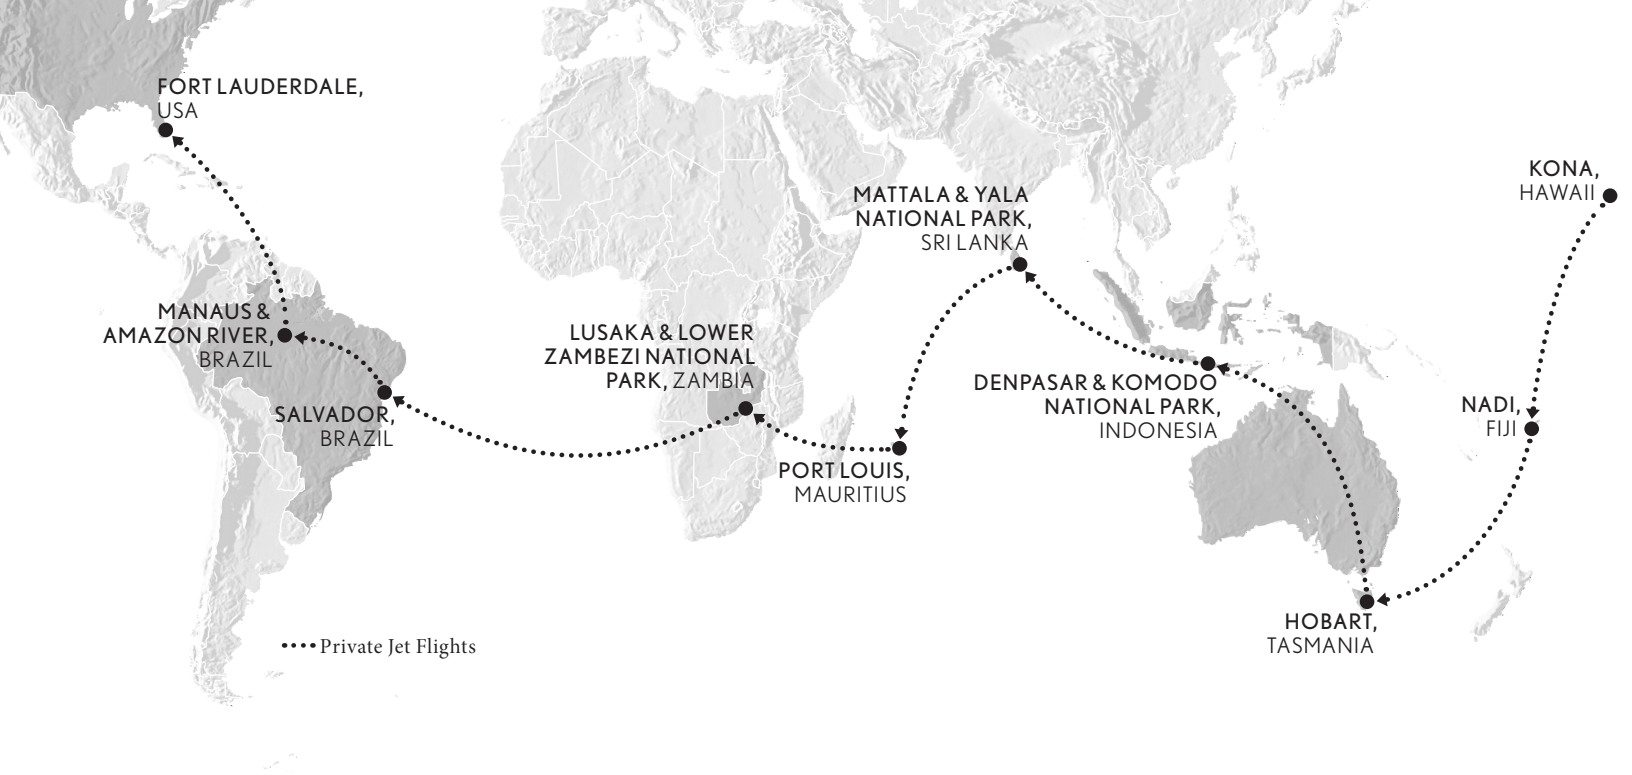 FORT LAUDERDALE,
USA
KONA,
HAWAII
MATTALA & YALA
NATIONAL PARK,
SRI LANKA
MANAUS &
AMAZON RIVER,
BRAZIL
LUSAKA & LOWER
ZAMBEZI NATIONAL
PARK, ZAMBIA
DENPASAR & KOMODO
NATIONAL PARK,
INDONESIA
NADI,
FIJI
SALVADOR,
BRAZIL
PORT LOUIS,
MAURITIUS
HOBART,
TASMANIA
Private Jet Flights